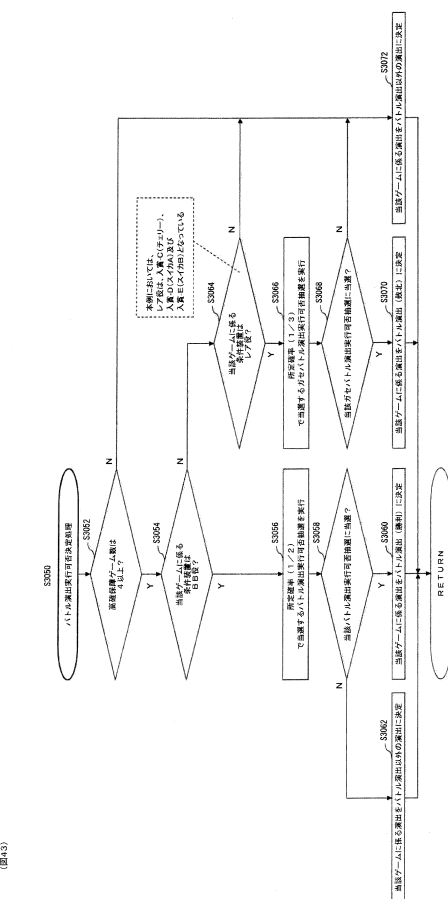 (図43)
S3050
バトル演出実行可否決定処理
S3052
高確保障ゲーム数は
4以上?
N
Y
S3054
当該ゲームに係る
条件装置は
BB役?
N
Y
本例においては、
レア役は、入賞-C(チェリー)、
入賞-D(スイカA)及び
入賞-E(スイカB)となっている
S3064
当該ゲームに係る
条件装置は
レア役?
N
Y
S3056
所定確率(1/2)
で当選するバトル演出実行可否抽選を実行
S3066
所定確率(1/3)
で当選するガセバトル演出実行可否抽選を実行
S3058
当該バトル演出実行可否抽選に当選?
N
Y
S3068
当該ガセバトル演出実行可否抽選に当選?
N
Y
S3062
当該ゲームに係る演出をバトル演出以外の演出に決定
S3060
当該ゲームに係る演出をバトル演出(勝利)に決定
S3070
当該ゲームに係る演出をバトル演出(敗北)に決定
S3072
当該ゲームに係る演出をバトル演出以外の演出に決定
RETURN